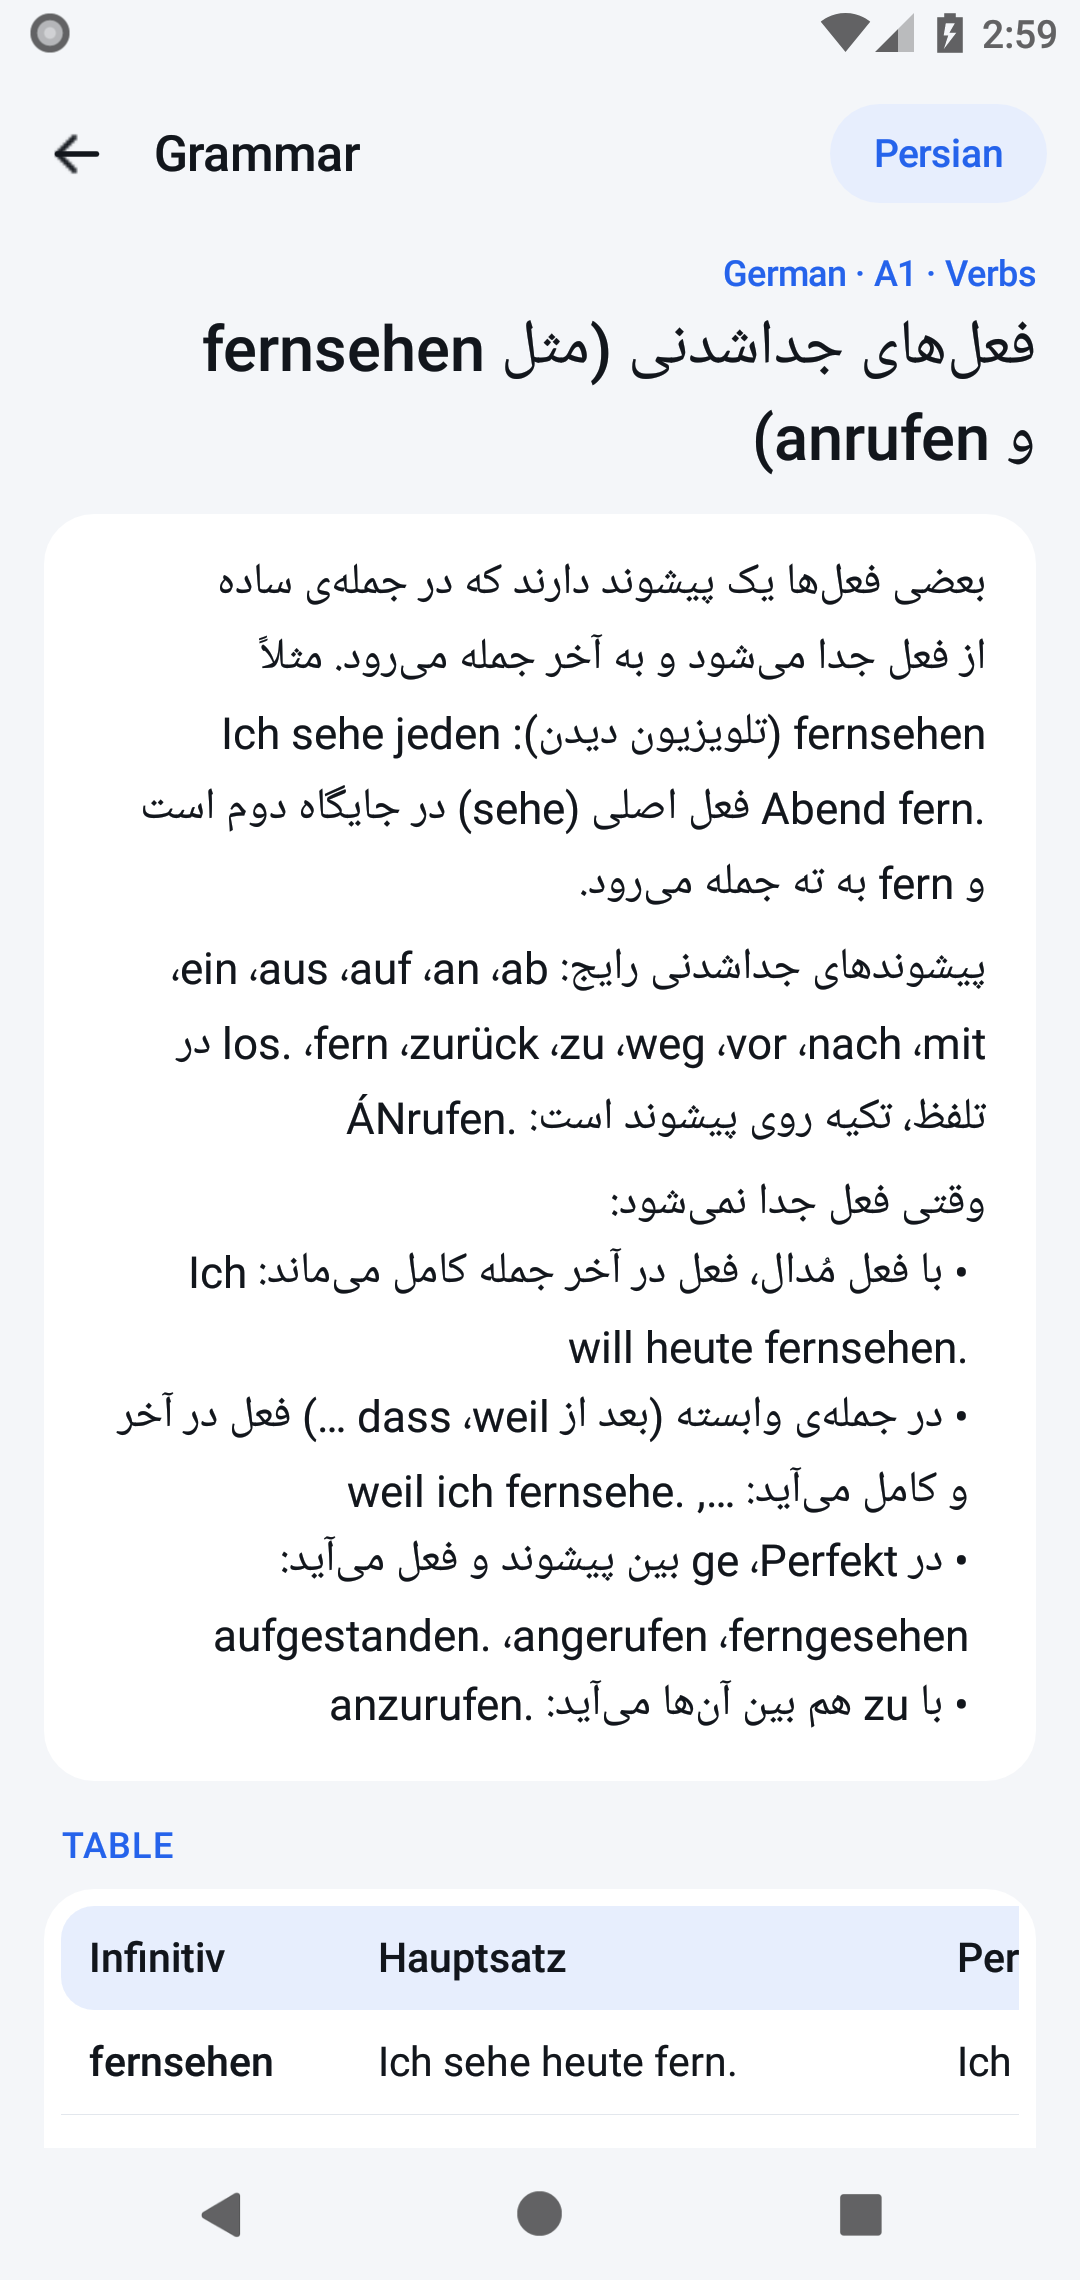 2:59
Grammar
Persian
German · A1 · Verbs
فعل‌های جداشدنی (مثل fernsehen
و anrufen)
بعضی فعل‌ها یک پیشوند دارند که در جمله‌ی ساده
از فعل جدا می‌شود و به آخر جمله می‌رود. مثلاً
fernsehen (تلویزیون دیدن): Ich sehe jeden
Abend fern. فعل اصلی (sehe) در جایگاه دوم است
و fern به ته جمله می‌رود.
پیشوندهای جداشدنی رایج: ab، an، auf، aus، ein،
mit، nach، vor، weg، zu، zurück، fern، los. در
تلفظ، تکیه روی پیشوند است: ÁNrufen.
وقتی فعل جدا نمی‌شود:
• با فعل مُدال، فعل در آخر جمله کامل می‌ماند: Ich
will heute fernsehen.
• در جمله‌ی وابسته (بعد از weil، dass …) فعل در آخر
و کامل می‌آید: …, weil ich fernsehe.
• در Perfekt، ge بین پیشوند و فعل می‌آید:
ferngesehen، angerufen، aufgestanden.
• با zu هم بین آن‌ها می‌آید: anzurufen.
TABLE
Infinitiv Hauptsatz Per
fernsehen Ich sehe heute fern. Ich